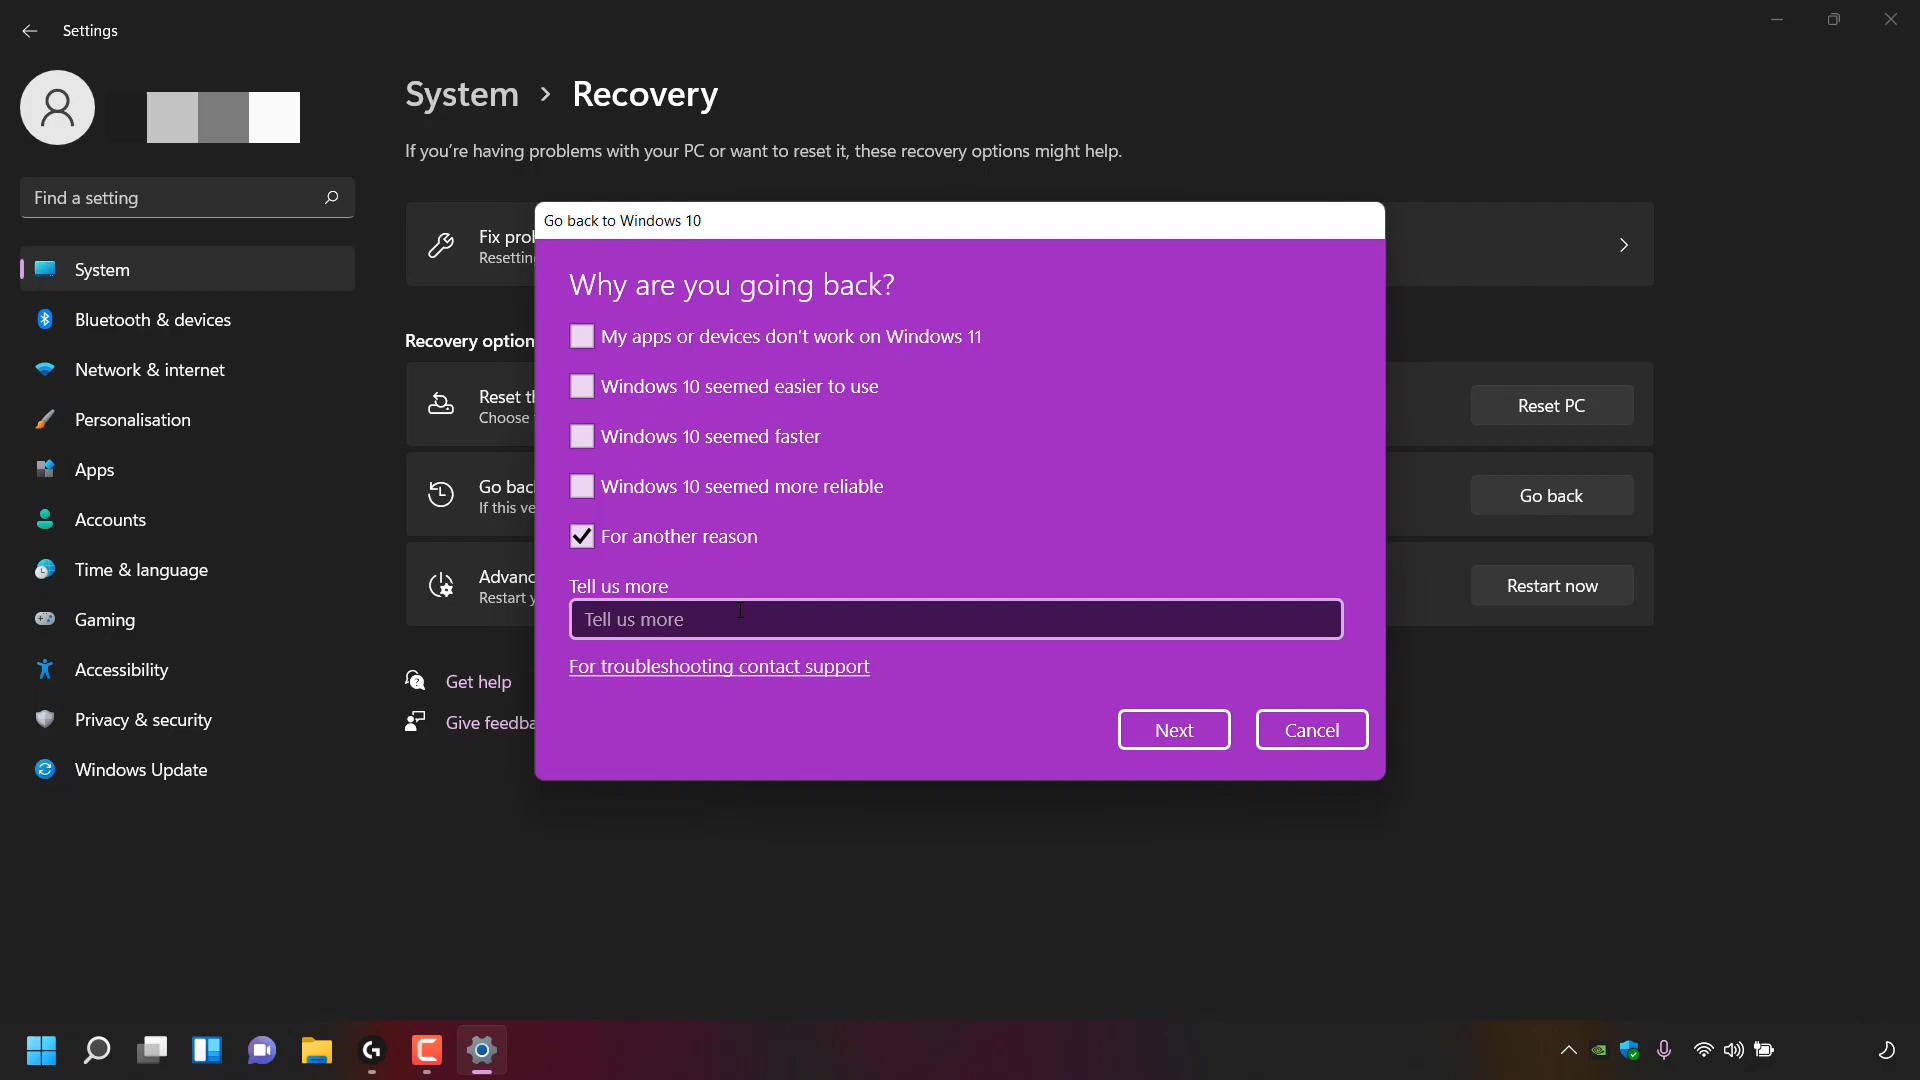 Settings
Find a setting
System
Bluetooth & devices
Network & internet
Personalisation
Apps
Accounts
Time & language
Gaming
Accessibility
Privacy & security
Windows Update
System > Recovery
If you're having problems with your PC or want to reset it, these recovery options might help.
Fix prol
Resettin
Recovery option
Reset t
Choose
Reset PC
Go bac
If this ve
Go back
Advanc
Restart y
Restart now
Get help
Give feedba
Go back to Windows 10
Why are you going back?
My apps or devices don't work on Windows 11
Windows 10 seemed easier to use
Windows 10 seemed faster
Windows 10 seemed more reliable
For another reason
Tell us more
Tell us more
For troubleshooting contact support
Next
Cancel